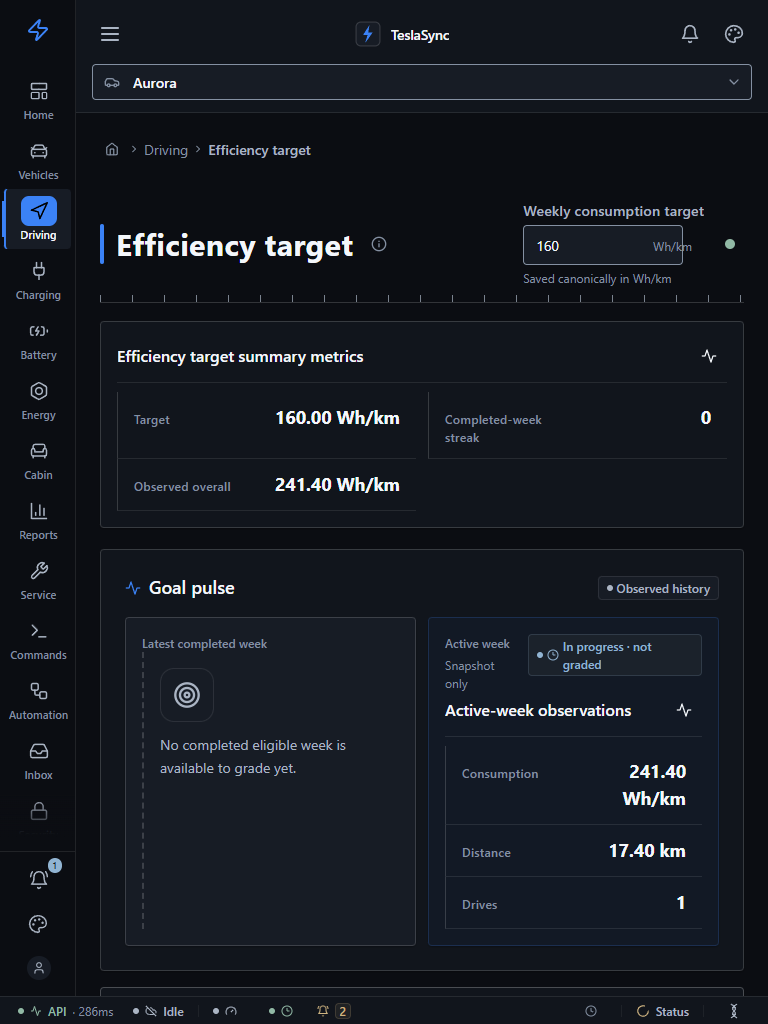 TeslaSync
Aurora
Home
Vehicles
Driving
Charging
Battery
Energy
Cabin
Reports
Service
Commands
Automation
Inbox
1
Driving
Efficiency target
Efficiency target
Weekly consumption target
160 Wh/km
Saved canonically in Wh/km
Efficiency target summary metrics
Target 160.00 Wh/km
Completed-week
streak
0
Observed overall 241.40 Wh/km
Goal pulse
Observed history
Latest completed week
No completed eligible week is
available to grade yet.
Active week
Snapshot
only
In progress · not
graded
Active-week observations
Consumption
241.40
Wh/km
Distance 17.40 km
Drives 1
API · 286ms
Idle
2
Status